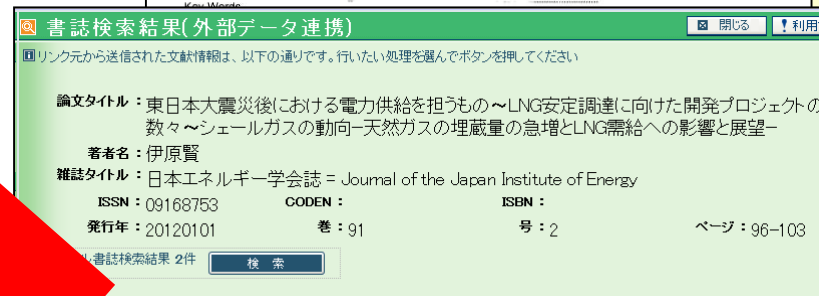 Key Words
書誌検索結果(外部データ連携)
閉じる
!利用
リンク元から送信された文献情報は、以下の通りです。行いたい処理を選んでボタンを押してください
論文タイトル：東日本大震災後における電力供給を担うもの～LNG安定調達に向けた開発プロジェクトの
数々～シェールガスの動向−天然ガスの埋蔵量の急増とLNG需給への影響と展望−
著者名：伊原賢
雑誌タイトル：日本エネルギー学会誌 = Journal of the Japan Institute of Energy
ISSN：09168753 CODEN： ISBN：
発行年：20120101 巻：91 号：2 ページ：96-103
ル書誌検索結果 2件 検 索